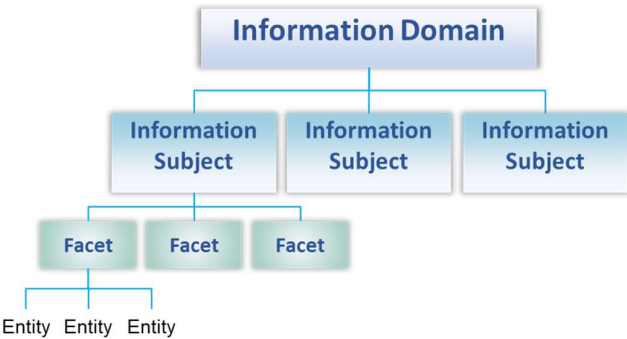 Information Domain
Information Information Information
Subject Subject Subject
Facet Facet Facet
Entity Entity Entity